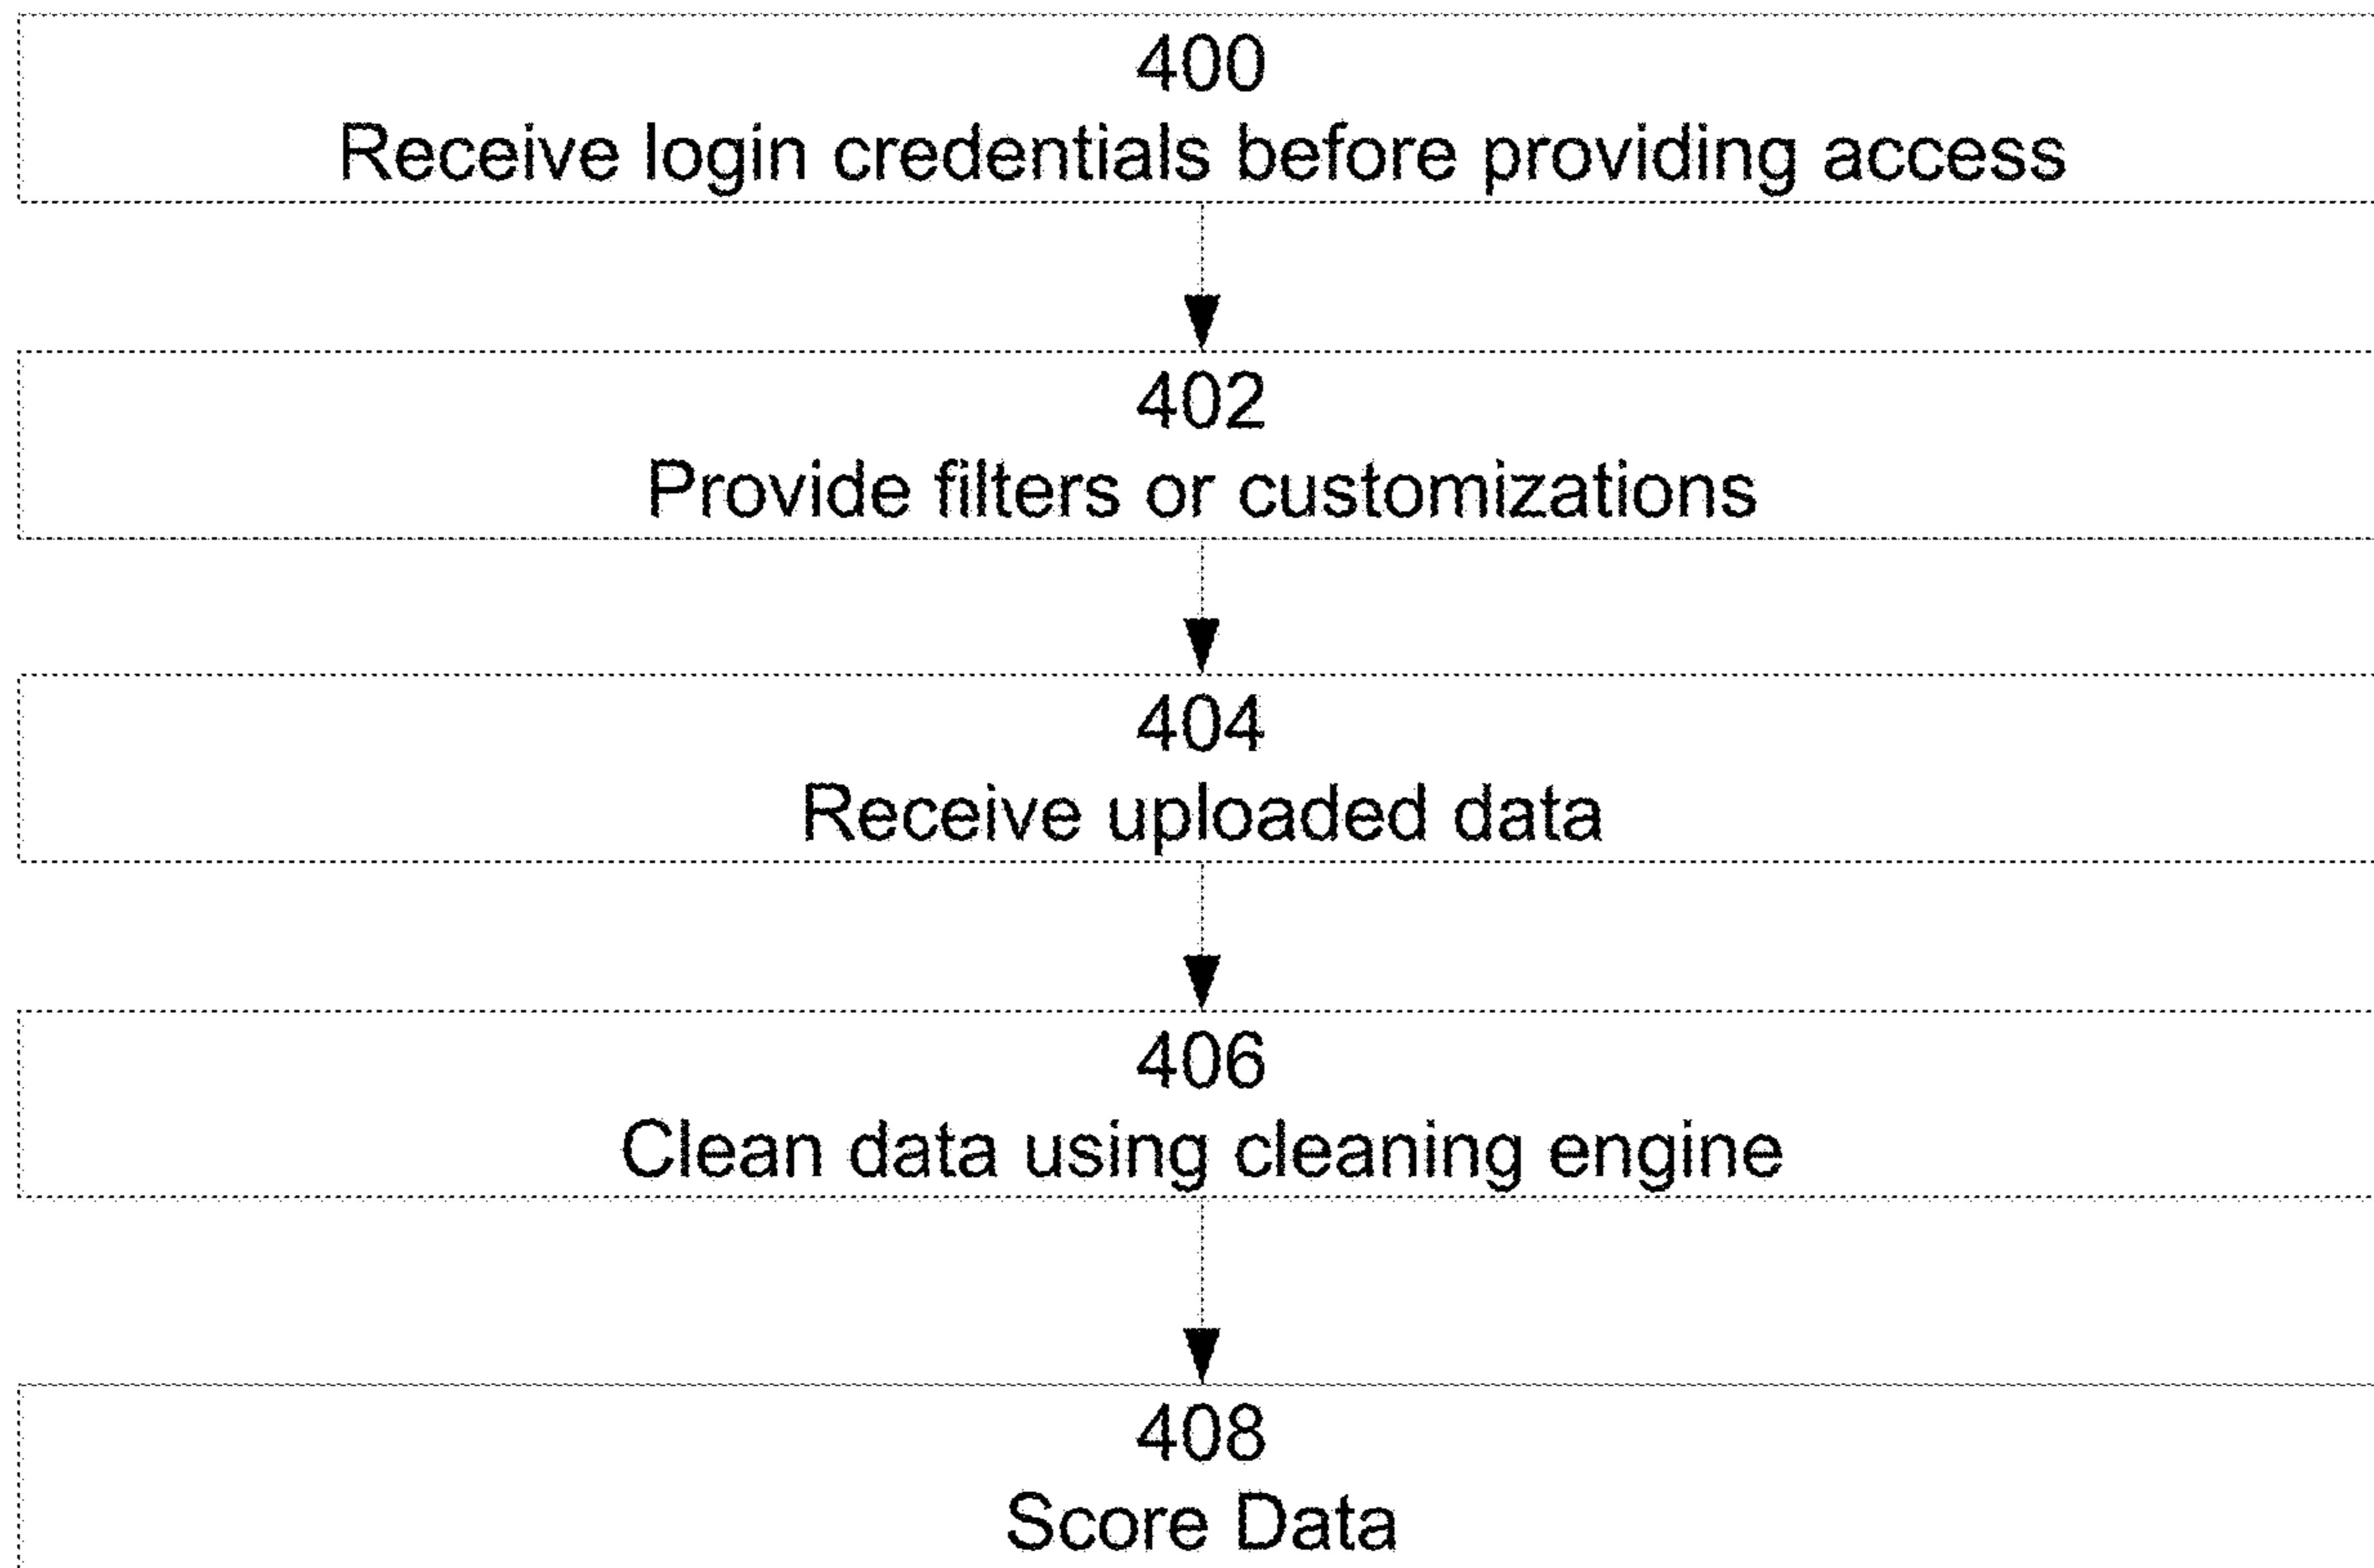 400
Receive login credentials before providing access
402
Provide filters or customizations
404
Receive uploaded data
406
Clean data using cleaning engine
408
Score Data